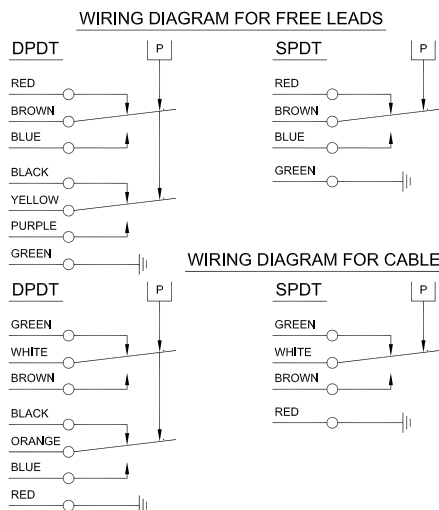 WIRING DIAGRAM FOR FREE LEADS
DPDT
P
RED
BROWN
BLUE
BLACK
YELLOW
PURPLE
GREEN
SPDT
P
RED
BROWN
BLUE
GREEN
WIRING DIAGRAM FOR CABLE
DPDT
P
GREEN
WHITE
BROWN
BLACK
ORANGE
BLUE
RED
SPDT
P
GREEN
WHITE
BROWN
RED